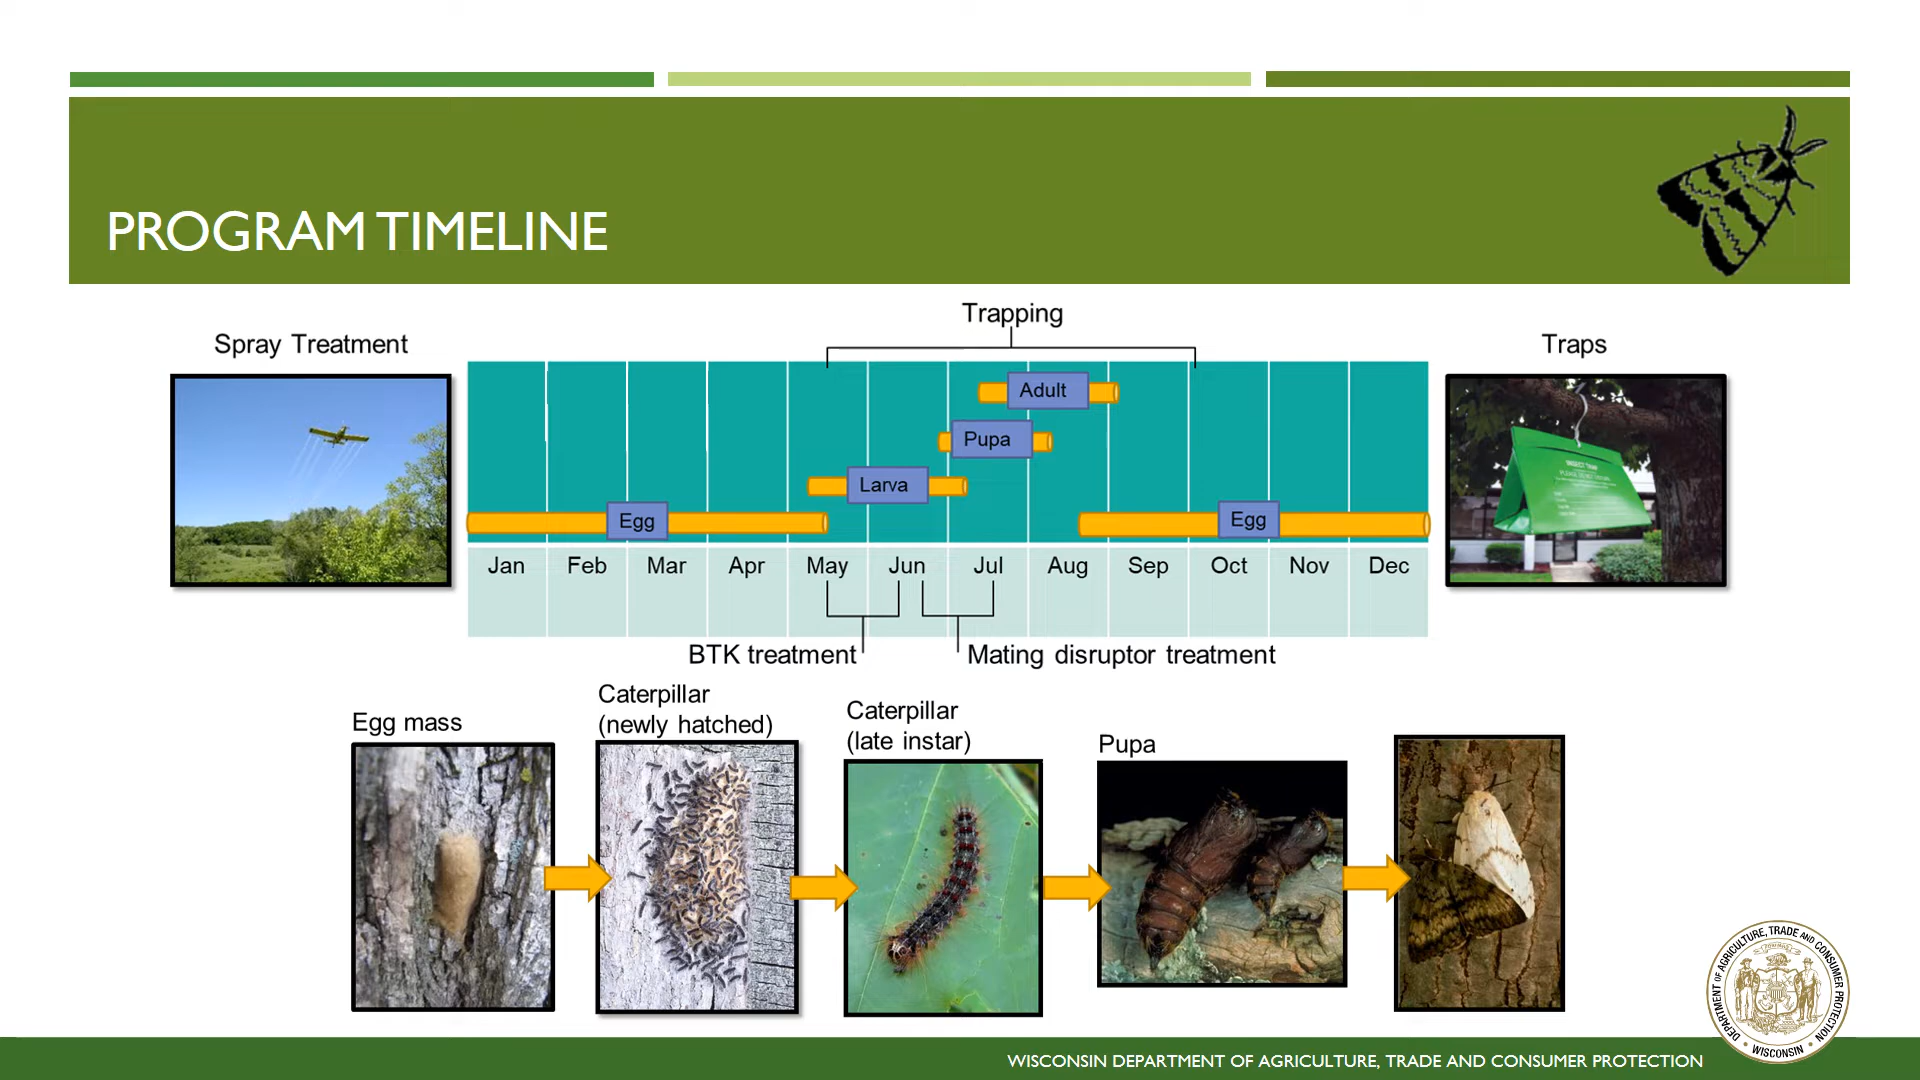 PROGRAM TIMELINE
Trapping
Spray Treatment
Traps
Adult
Pupa
Larva
Egg
Egg
INSECT TRAP
Jan Feb Mar Apr May Jun Jul Aug Sep Oct Nov Dec
BTK treatment
Mating disruptor treatment
Egg mass
Caterpillar
(newly hatched)
Caterpillar
(late instar)
Pupa
DEPARTMENT OF AGRICULTURE, TRADE AND CONSUMER PROTECTION
WISCONSIN
WISCONSIN DEPARTMENT OF AGRICULTURE, TRADE AND CONSUMER PROTECTION